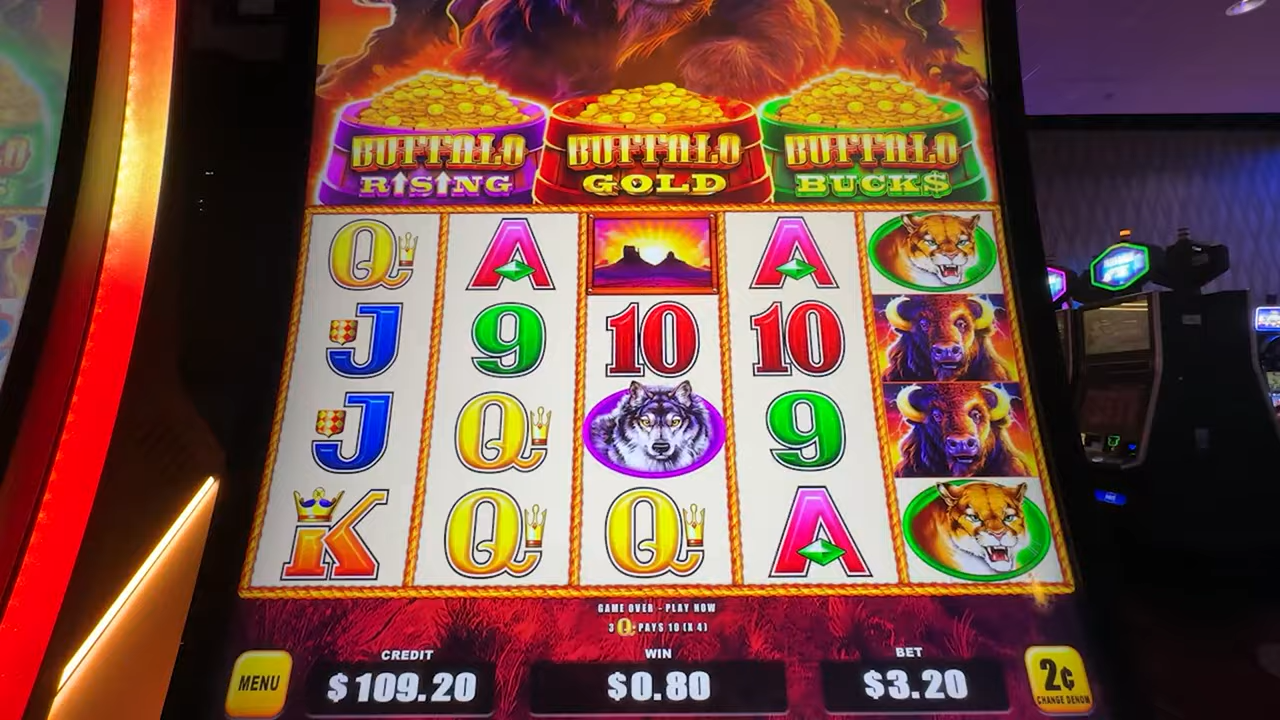 BUFFALO BUFFALO BUFFALO
RISING GOLD BUCK$
Q A A
J 9 10 10
J Q 9
K Q Q A
GAME OVER - PLAY NOW
3 Q PAYS 10 (X 4)
CREDIT WIN BET
MENU $109.20 $0.80 $3.20 2¢
CHANGE DENOM